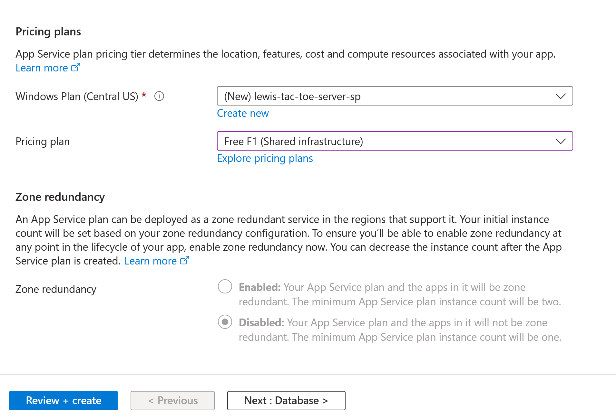 Pricing plans
App Service plan pricing tier determines the location, features, cost and compute resources associated with your app.
Learn more
Windows Plan (Central US) *
(New) lewis-tac-toe-server-sp
Create new
Pricing plan
Free F1 (Shared infrastructure)
Explore pricing plans
Zone redundancy
An App Service plan can be deployed as a zone redundant service in the regions that support it. Your initial instance
count will be set based on your zone redundancy configuration. To ensure you'll be able to enable zone redundancy at
any point in the lifecycle of your app, enable zone redundancy now. You can decrease the instance count after the App
Service plan is created. Learn more
Zone redundancy
Enabled: Your App Service plan and the apps in it will be zone
redundant. The minimum App Service plan instance count will be two.
Disabled: Your App Service plan and the apps in it will not be zone
redundant. The minimum App Service plan instance count will be one.
Review + create
< Previous
Next : Database >